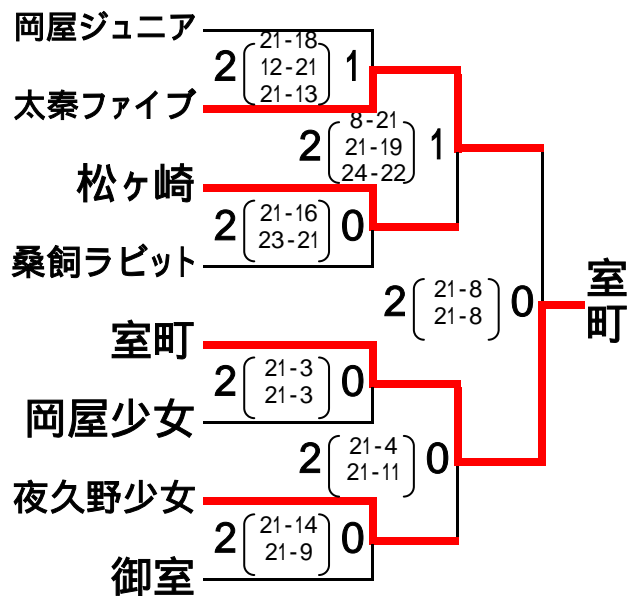 岡屋ジュニア
2 21-18 1
12-21
21-13
太秦ファイブ
2 8-21 1
21-19
24-22
松ヶ崎
2 21-16 0
23-21
桑飼ラビット
2 21-8 0
21-8
室町
室町
2 21-3 0
21-3
岡屋少女
2 21-4 0
21-11
夜久野少女
2 21-14 0
21-9
御室